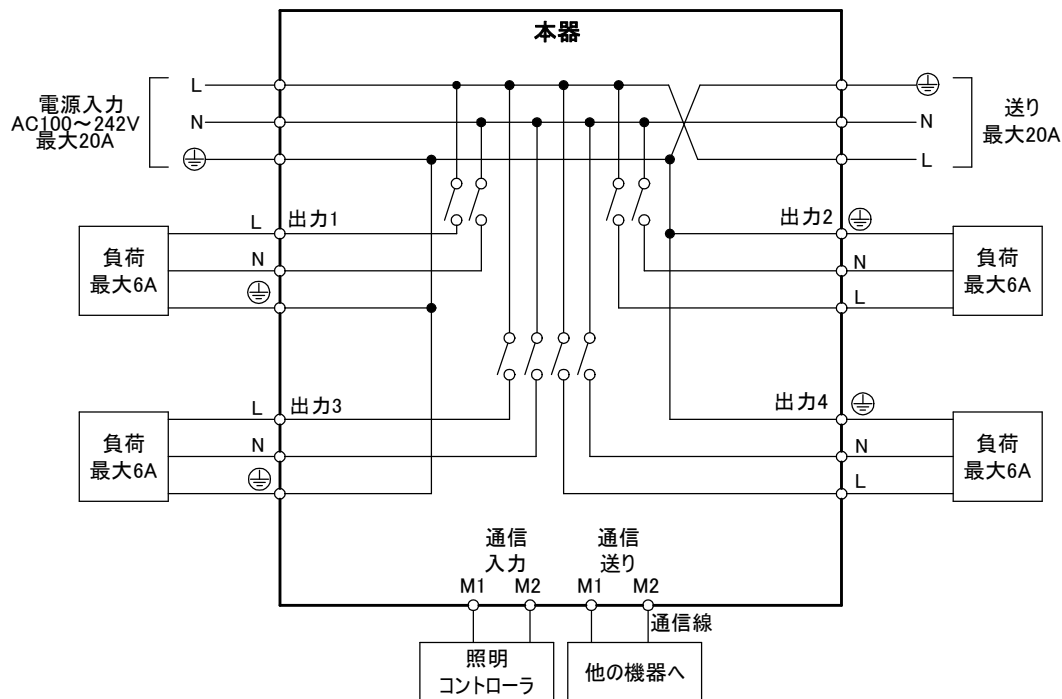 本器
電源入力
AC100～242V
最大20A
L
N
送り
最大20A
N
L
L
出力1
N
負荷
最大6A
出力2
N
L
負荷
最大6A
L
出力3
N
負荷
最大6A
出力4
N
L
負荷
最大6A
通信
入力
通信
送り
M1
M2
M1
M2
通信線
照明
コントローラ
他の機器へ